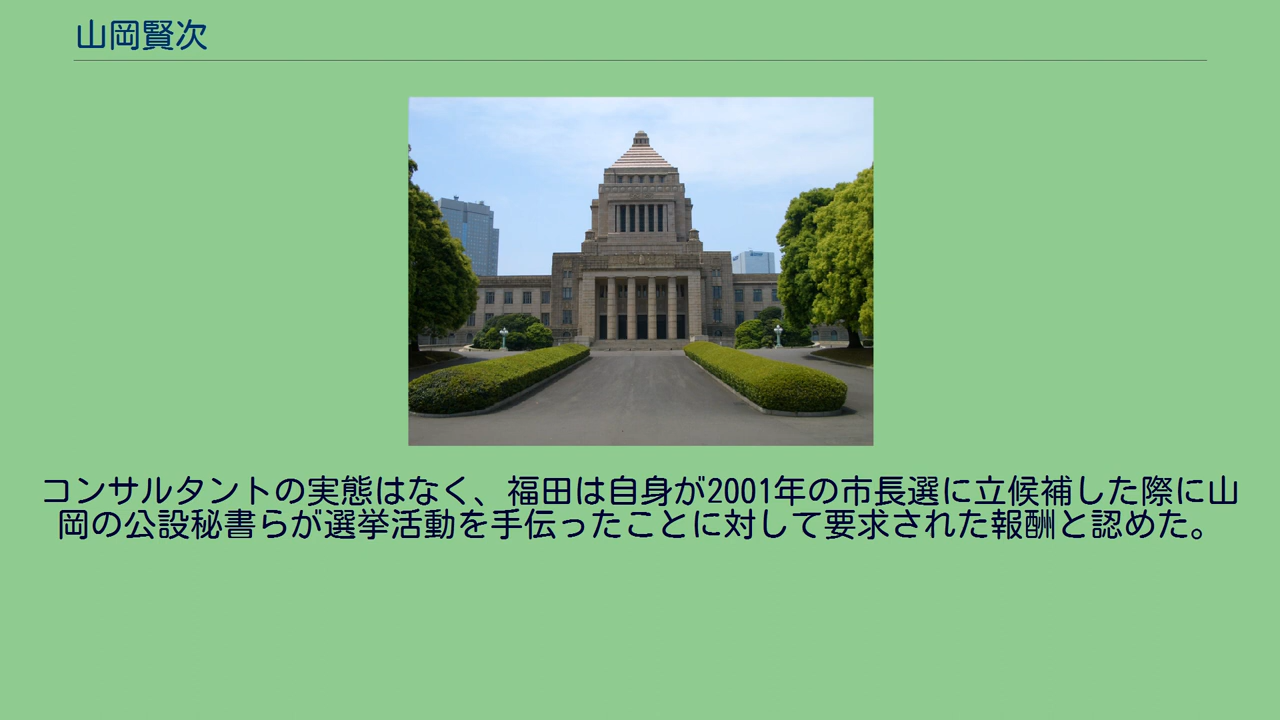 山岡賢次
コンサルタントの実態はなく、福田は自身が2001年の市長選に立候補した際に山
岡の公設秘書らが選挙活動を手伝ったことに対して要求された報酬と認めた。